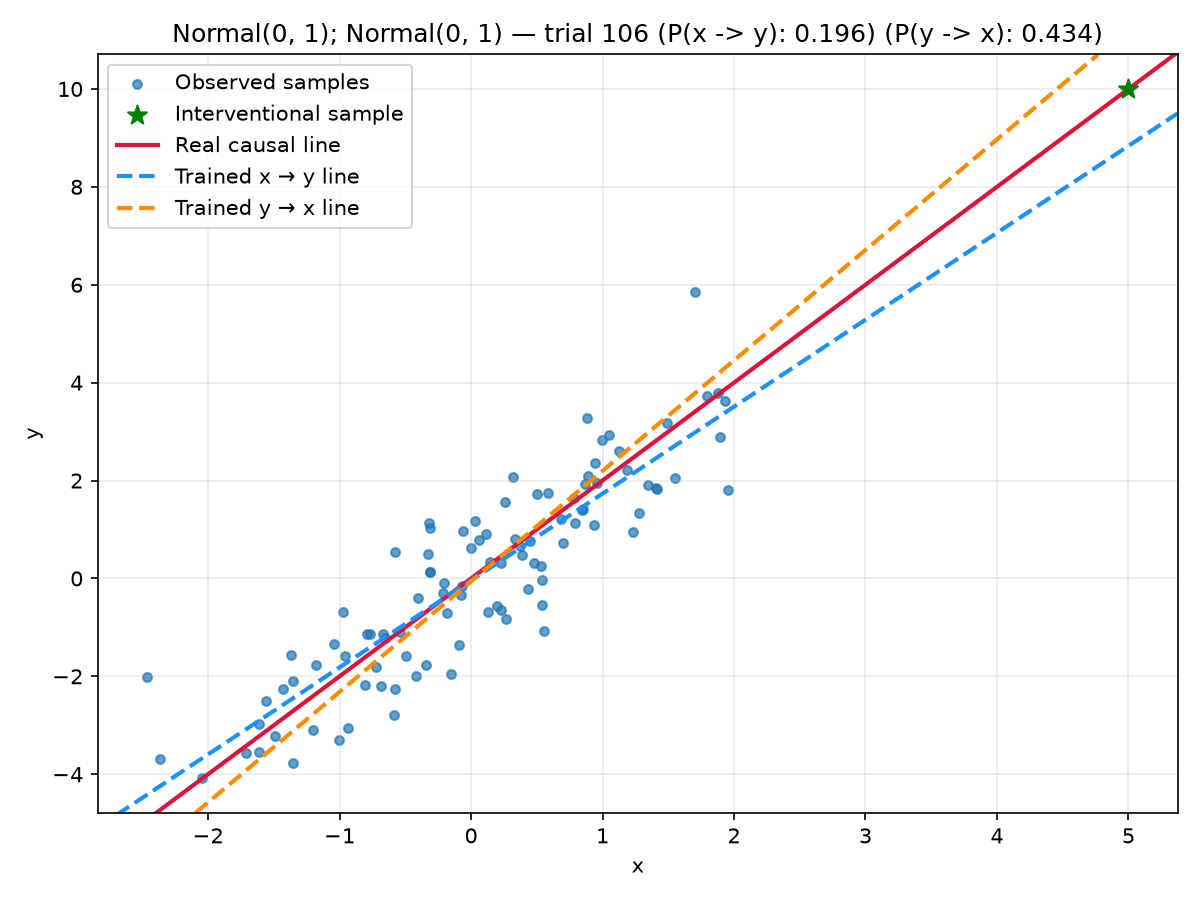 Normal(0, 1); Normal(0, 1) — trial 106 (P(x -> y): 0.196) (P(y -> x): 0.434)
Observed samples
Interventional sample
Real causal line
Trained x → y line
Trained y → x line
10
8
6
4
2
0
−2
−4
y
−2 −1 0 1 2 3 4 5
x